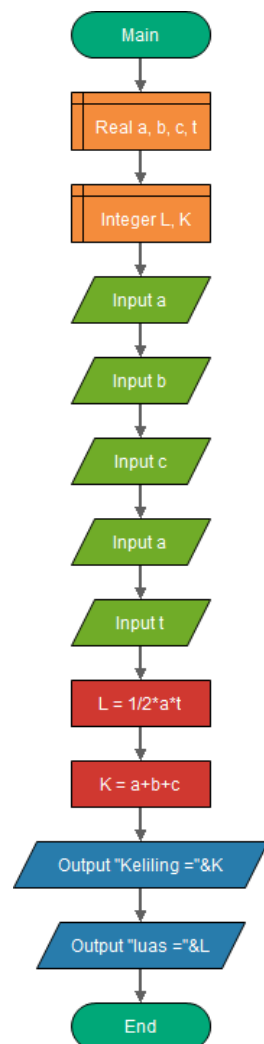 Main
Real a, b, c, t
Integer L, K
Input a
Input b
Input c
Input a
Input t
L = 1/2*a*t
K = a+b+c
Output "Keliling ="&K
Output "luas ="&L
End